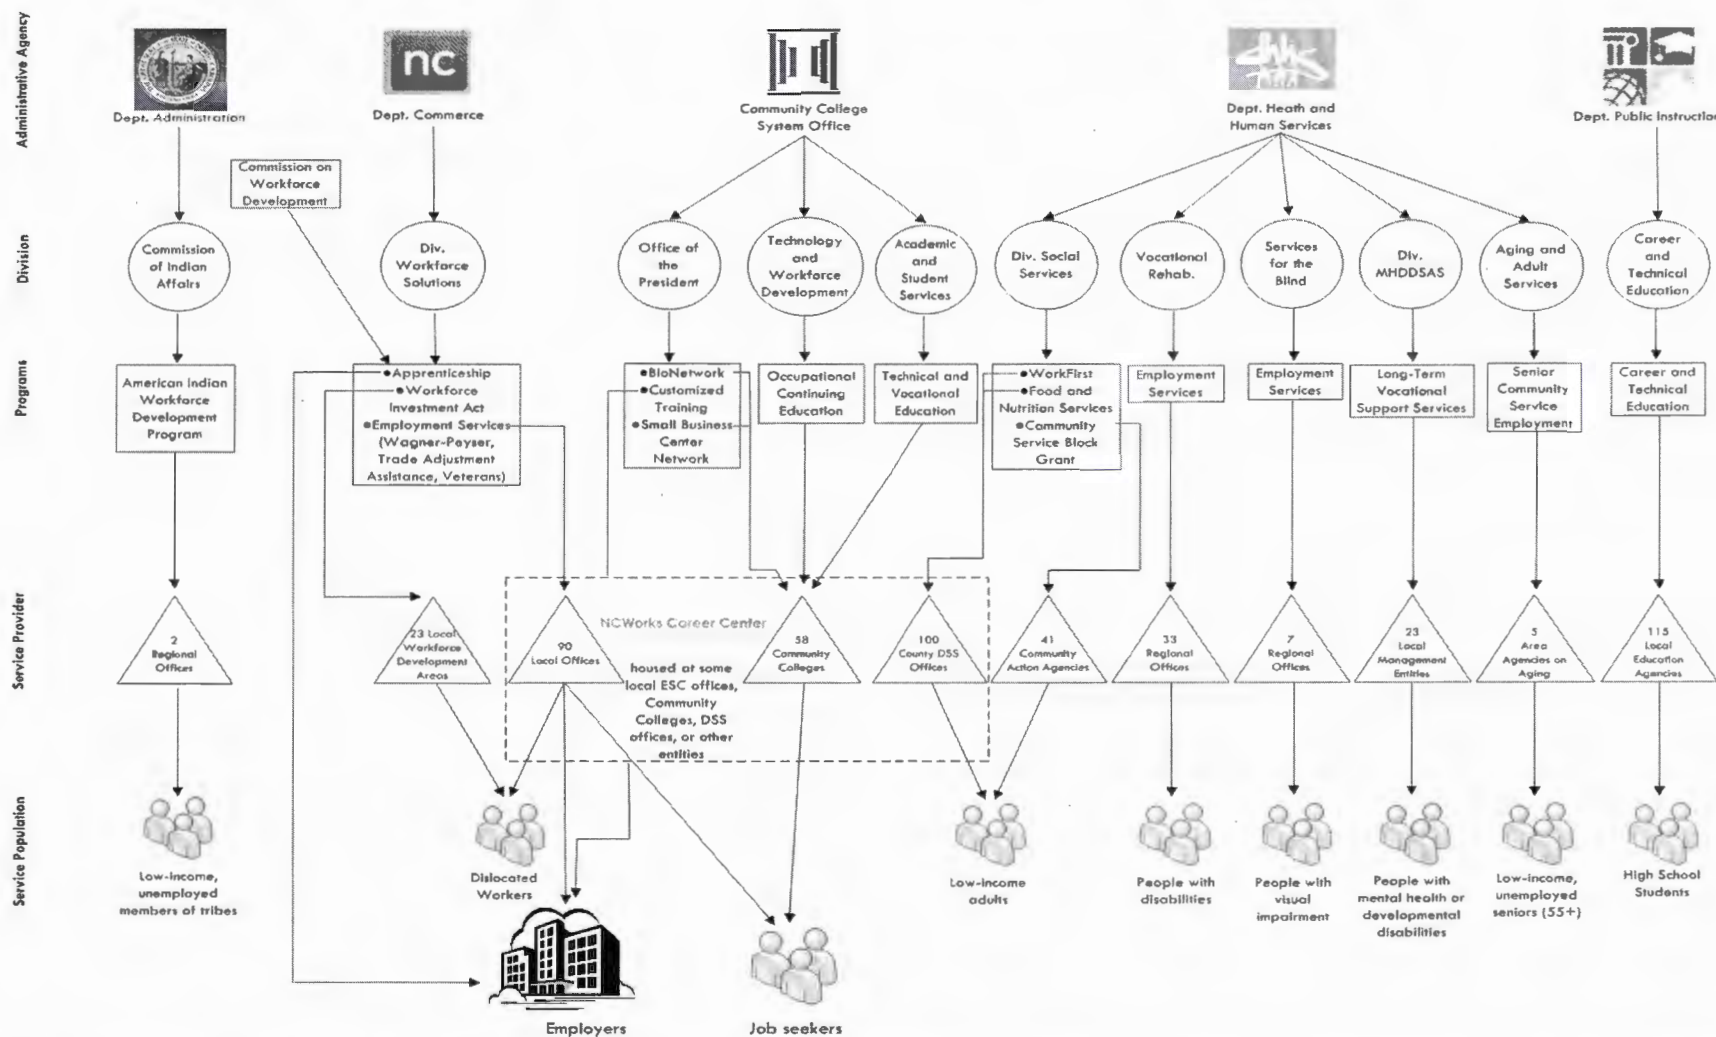 Administrative Agency
nc
Dept. Administration
Dept. Commerce
Community College
System Office
Dept. Heath and
Human Services
Dept. Public Instruction
Commission on
Workforce
Development
Division
Commission
of Indian
Affairs
Div.
Workforce
Solutions
Office of
the
President
Technology
and
Workforce
Development
Academic
and
Student
Services
Div. Social
Services
Vocational
Rehab.
Services
for the
Blind
Div.
MHDDSAS
Aging and
Adult
Services
Career
and
Technical
Education
Programs
American Indian
Workforce
Development
Program
•Apprenticeship
•Workforce
Investment Act
•Employment Services
(Wagner-Peyser,
Trade Adjustment
Assistance, Veterans)
•BioNetwork
•Customized
Training
•Small Business
Center
Network
Occupational
Continuing
Education
Technical and
Vocational
Education
•WorkFirst
•Food and
Nutrition Services
•Community
Service Block
Grant
Employment
Services
Employment
Services
Long-Term
Vocational
Support Services
Senior
Community
Service
Employment
Career and
Technical
Education
Service Provider
2
Regional
Offices
23 Local
Workforce
Development
Areas
90
Local Offices
NCWorks Career Center
housed at some
local ESC offices,
Community
Colleges, DSS
offices, or other
entities
58
Community
Colleges
100
County DSS
Offices
41
Community
Action Agencies
33
Regional
Offices
7
Regional
Offices
23 Local
Management
Entities
5
Area
Agencies on
Aging
115
Local
Education
Agencies
Service Population
Low-income,
unemployed
members of tribes
Dislocated
Workers
Employers
Job seekers
Low-income
adults
People with
disabilities
People with
visual
impairment
People with
mental health or
developmental
disabilities
Low-income,
unemployed
seniors (55+)
High School
Students